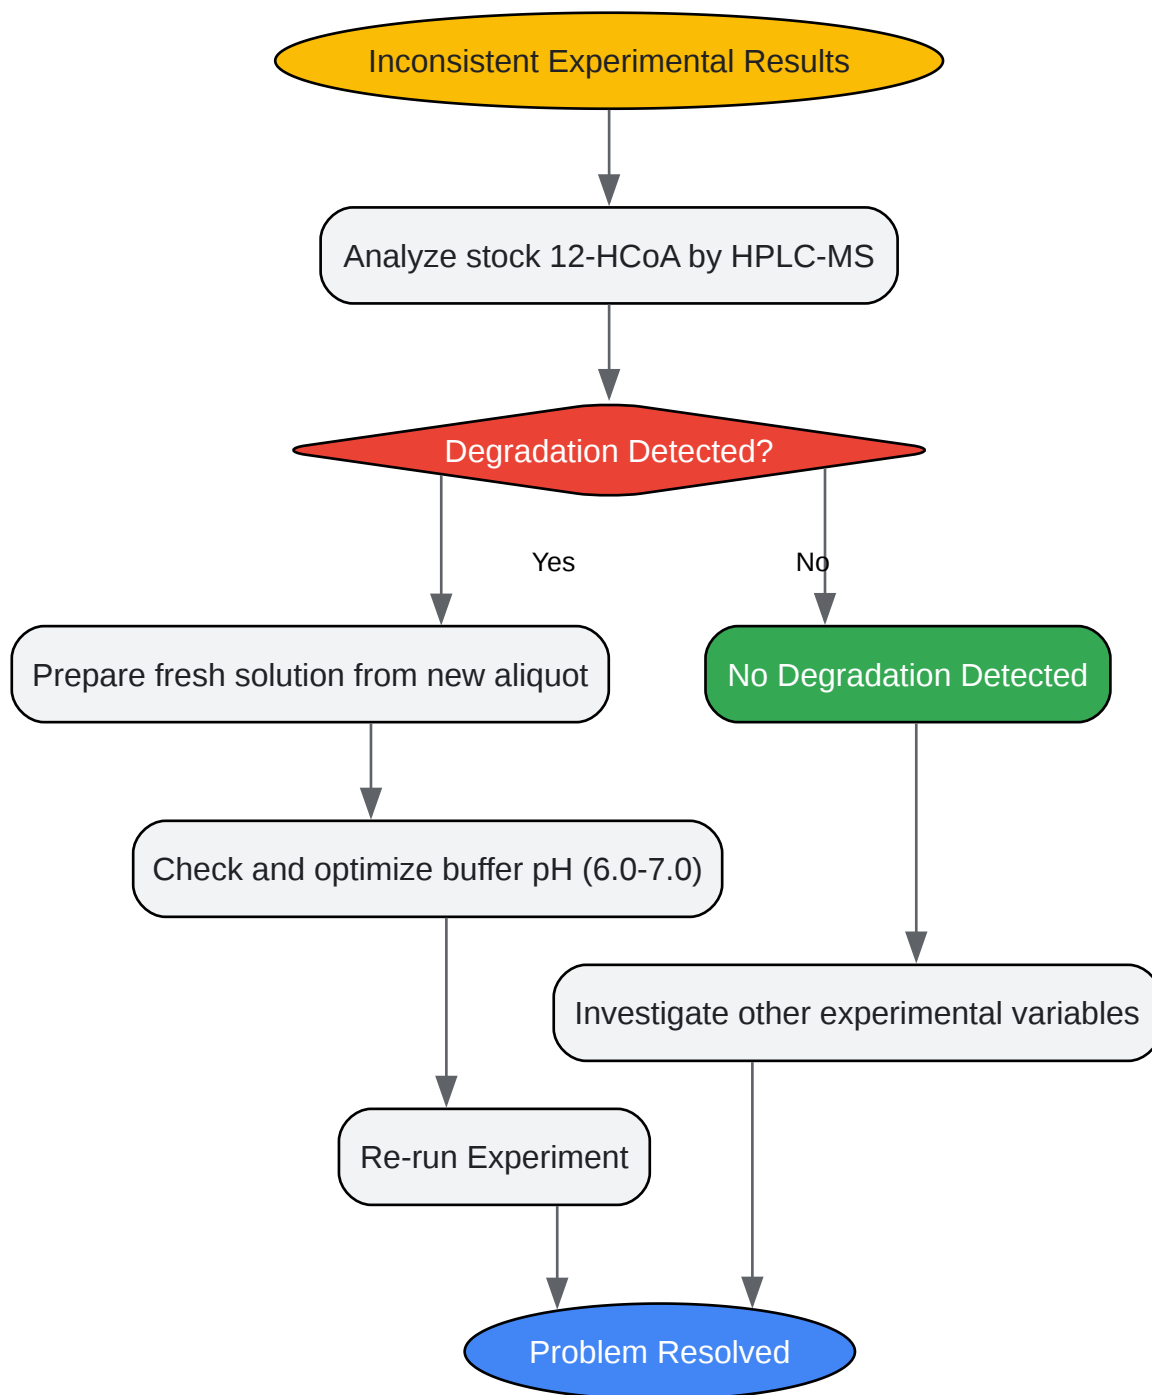 Inconsistent Experimental Results
Analyze stock 12-HCoA by HPLC-MS
Degradation Detected?
Yes
No
Prepare fresh solution from new aliquot
No Degradation Detected
Check and optimize buffer pH (6.0-7.0)
Investigate other experimental variables
Re-run Experiment
Problem Resolved